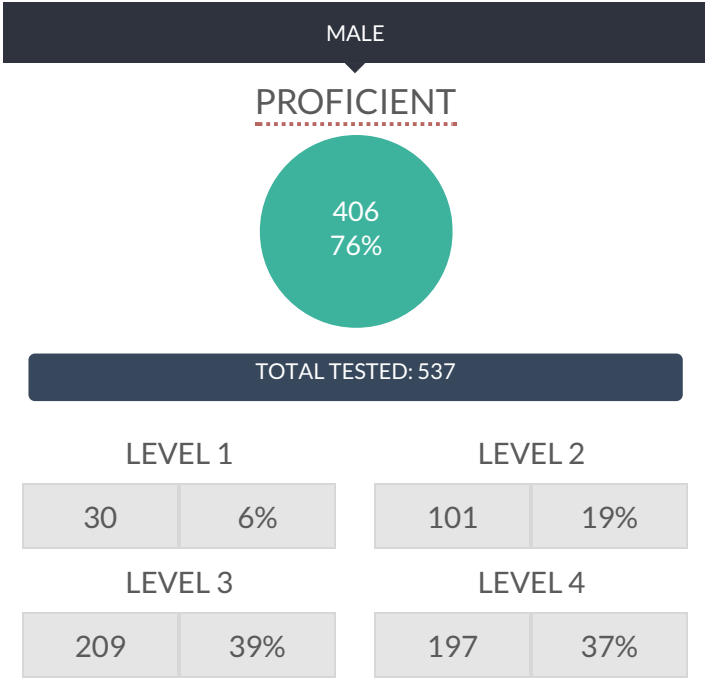 MALE
PROFICIENT
406
76%
TOTAL TESTED: 537
LEVEL 1
30 6%
LEVEL 2
101 19%
LEVEL 3
209 39%
LEVEL 4
197 37%